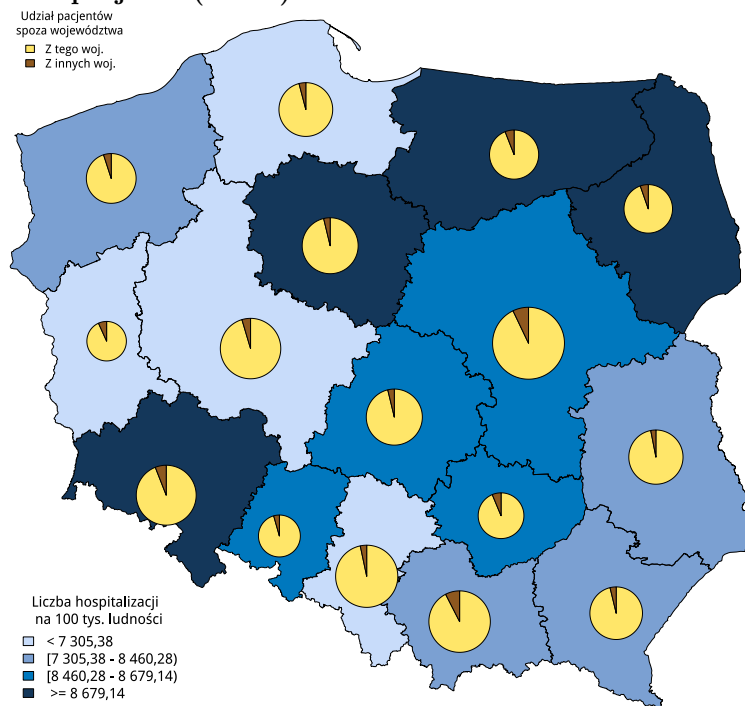 Udział pacjentów
spoza województwa
Z tego woj.
Z innych woj.
Liczba hospitalizacji
na 100 tys. ludności
< 7 305,38
[7 305,38 - 8 460,28)
[8 460,28 - 8 679,14)
>= 8 679,14